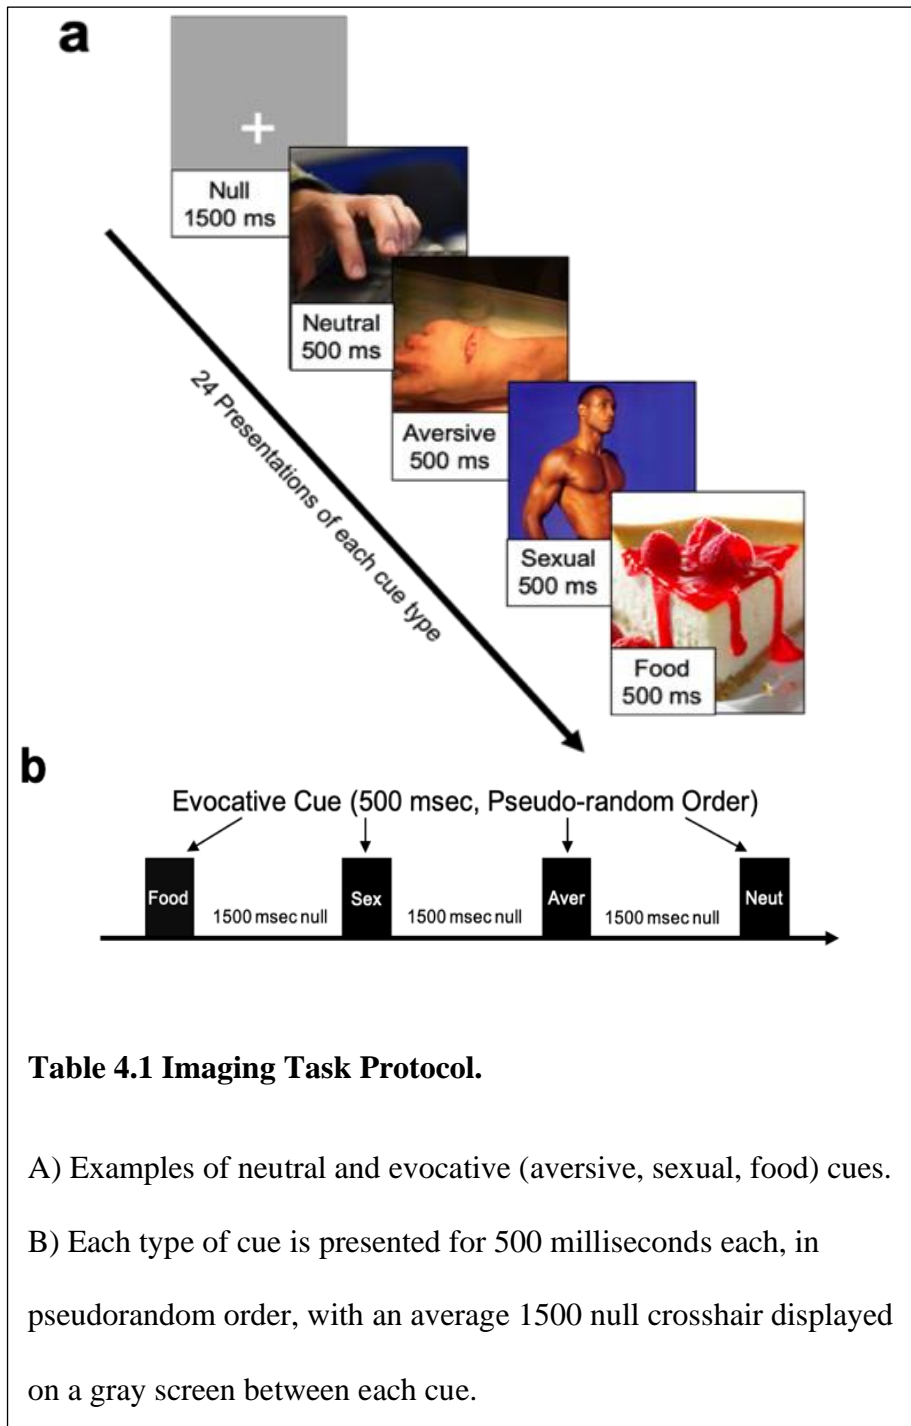 a
Null
1500 ms
Neutral
500 ms
Aversive
500 ms
Sexual
500 ms
Food
500 ms
24 Presentations of each cue type
b
Evocative Cue (500 msec, Pseudo-random Order)
Food 1500 msec null Sex 1500 msec null Aver 1500 msec null Neut
Table 4.1 Imaging Task Protocol.
A) Examples of neutral and evocative (aversive, sexual, food) cues.
B) Each type of cue is presented for 500 milliseconds each, in
pseudorandom order, with an average 1500 null crosshair displayed
on a gray screen between each cue.